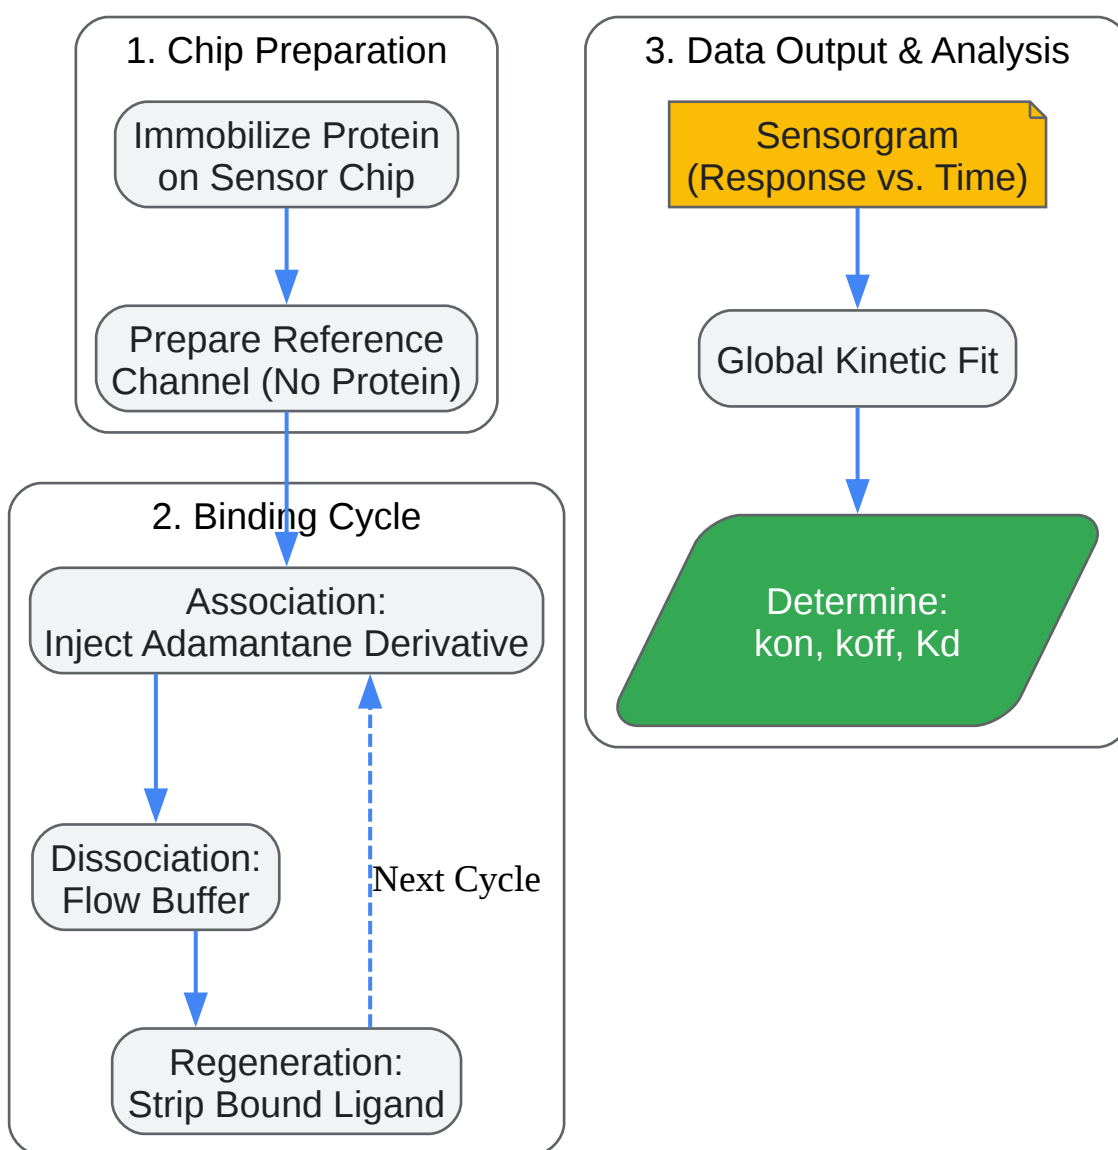 1. Chip Preparation
Immobilize Protein
on Sensor Chip
Prepare Reference
Channel (No Protein)
2. Binding Cycle
Association:
Inject Adamantane Derivative
Dissociation:
Flow Buffer
Next Cycle
Regeneration:
Strip Bound Ligand
3. Data Output & Analysis
Sensorgram
(Response vs. Time)
Global Kinetic Fit
Determine:
kon, koff, Kd